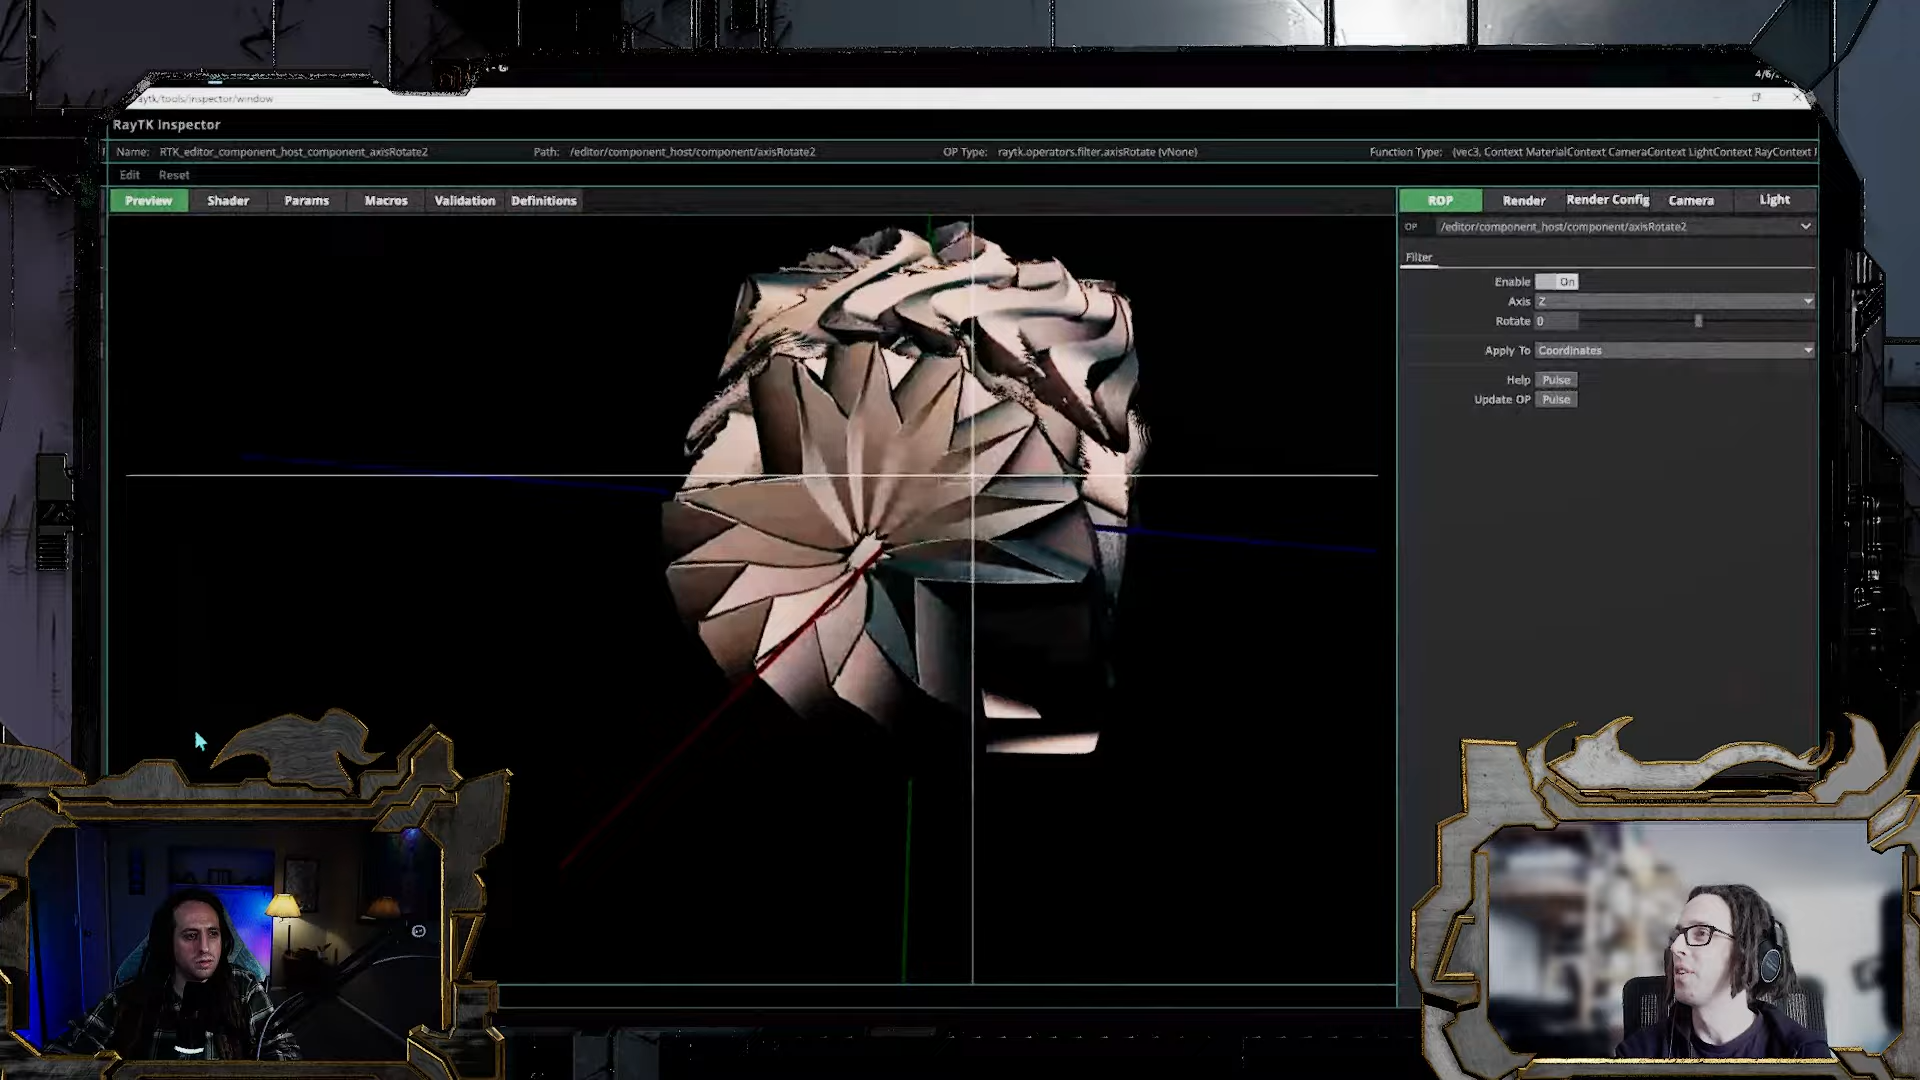 4/6/
aytk/tools/inspector/window
RayTK Inspector
Name: RTK_editor_component_host_component_axisRotate2 Path: /editor/component_host/component/axisRotate2 OP Type: raytk.operators.filter.axisRotate (vNone) Function Type: (vec3, Context MaterialContext CameraContext LightContext RayContext
Edit Reset
Preview Shader Params Macros Validation Definitions ROP Render Render Config Camera Light
OP /editor/component_host/component/axisRotate2
Filter
Enable On
Axis Z
Rotate 0
Apply To Coordinates
Help Pulse
Update OP Pulse